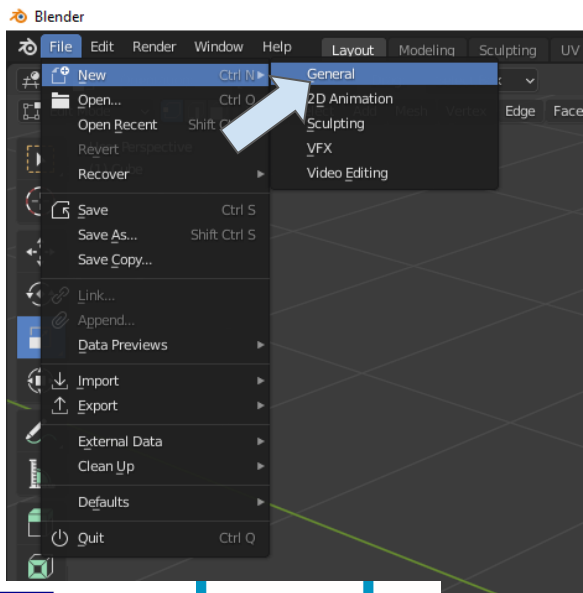 Blender
File Edit Render Window Help Layout Modeling Sculpting UV
New Ctrl N
General
Open... Ctrl O
2D Animation
Open Recent Shift
Sculpting
Edge Face
Revert
VFX
Recover
Video Editing
Save Ctrl S
Save As... Shift Ctrl S
Save Copy...
Link...
Append...
Data Previews
Import
Export
External Data
Clean Up
Defaults
Quit Ctrl Q